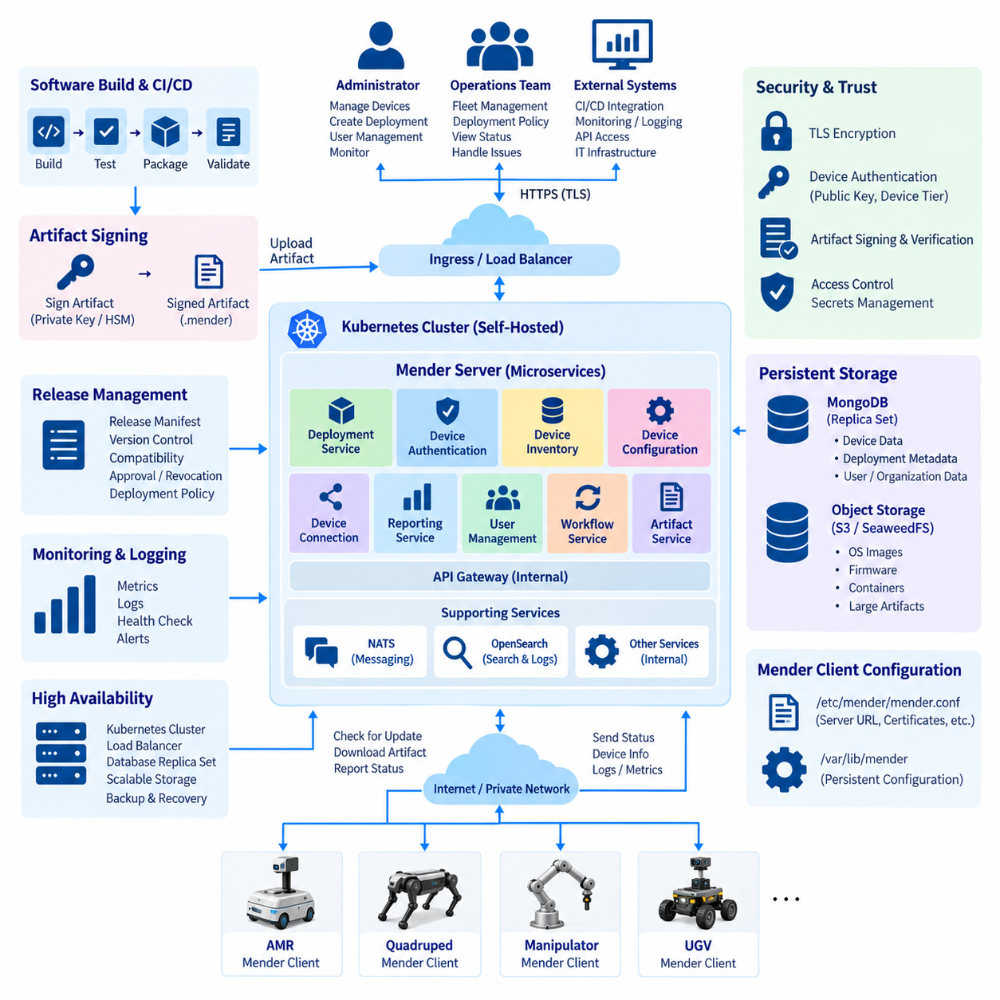 Administrator
Manage Devices
Create Deployment
User Management
Monitor
Operations Team
Fleet Management
Deployment Policy
View Status
Handle Issues
External Systems
CI/CD Integration
Monitoring / Logging
API Access
IT Infrastructure
HTTPS (TLS)
Software Build & CI/CD
</>
Build
Test
Package
Validate
Artifact Signing
Sign Artifact
(Private Key / HSM)
Signed Artifact
(.mender)
Upload
Artifact
Ingress / Load Balancer
Security & Trust
TLS Encryption
Device Authentication
(Public Key, Device Tier)
Artifact Signing & Verification
Access Control
Secrets Management
Release Management
Release Manifest
Version Control
Compatibility
Approval / Revocation
Deployment Policy
Monitoring & Logging
Metrics
Logs
Health Check
Alerts
High Availability
Kubernetes Cluster
Load Balancer
Database Replica Set
Scalable Storage
Backup & Recovery
Kubernetes Cluster (Self-Hosted)
Mender Server (Microservices)
Deployment
Service
Device
Authentication
Device
Inventory
Device
Configuration
Device
Connection
Reporting
Service
User
Management
Workflow
Service
Artifact
Service
API Gateway (Internal)
Supporting Services
NATS
(Messaging)
OpenSearch
(Search & Logs)
Other Services
(Internal)
Persistent Storage
MongoDB
(Replica Set)
• Device Data
• Deployment Metadata
• User / Organization Data
Object Storage
(S3 / SeaweedFS)
• OS Images
• Firmware
• Containers
• Large Artifacts
Mender Client Configuration
/etc/mender/mender.conf
(Server URL, Certificates, etc.)
/var/lib/mender
(Persistent Configuration)
Check for Update
Download Artifact
Report Status
Send Status
Device Info
Logs / Metrics
Internet / Private Network
AMR
Mender Client
Quadruped
Mender Client
Manipulator
Mender Client
UGV
Mender Client
...